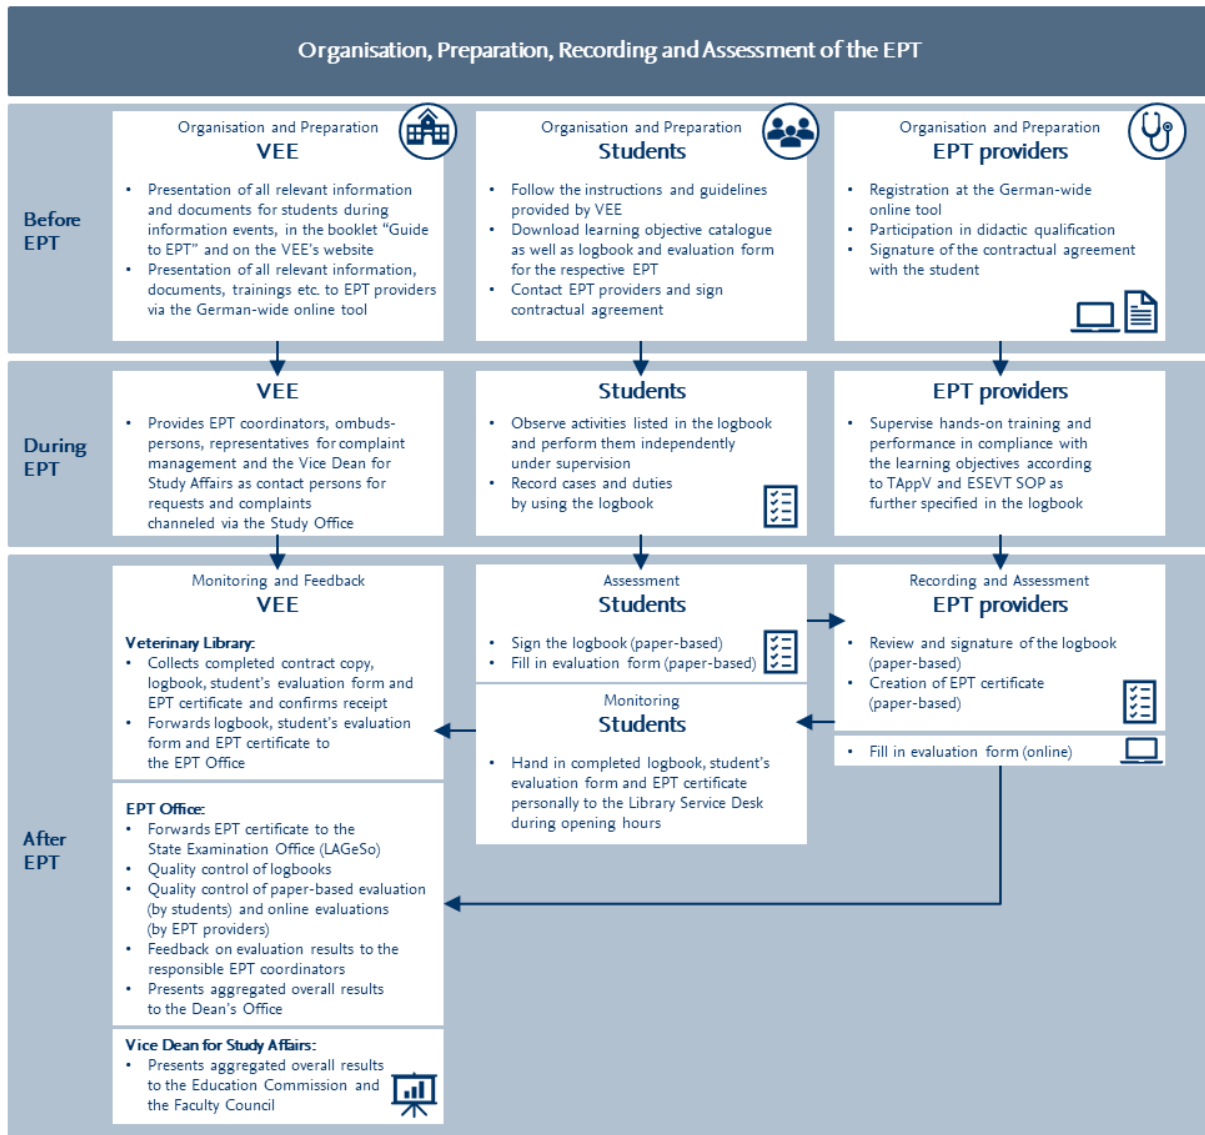 Organisation, Preparation, Recording and Assessment of the EPT
Before
EPT
Organisation and Preparation
VEE
• Presentation of all relevant information
and documents for students during
information events, in the booklet “Guide
to EPT” and on the VEE’s website
• Presentation of all relevant information,
documents, trainings etc. to EPT providers
via the German-wide online tool
Organisation and Preparation
Students
• Follow the instructions and guidelines
provided by VEE
• Download learning objective catalogue
as well as logbook and evaluation form
for the respective EPT
• Contact EPT providers and sign
contractual agreement
Organisation and Preparation
EPT providers
• Registration at the German-wide
online tool
• Participation in didactic qualification
• Signature of the contractual agreement
with the student
During
EPT
VEE
• Provides EPT coordinators, ombuds-
persons, representatives for complaint
management and the Vice Dean for
Study Affairs as contact persons for
requests and complaints
channeled via the Study Office
Students
• Observe activities listed in the logbook
and perform them independently
under supervision
• Record cases and duties
by using the logbook
EPT providers
• Supervise hands-on training and
performance in compliance with
the learning objectives according
to TAppV and ESEVT SOP as
further specified in the logbook
After
EPT
Monitoring and Feedback
VEE
Veterinary Library:
• Collects completed contract copy,
logbook, student’s evaluation form and
EPT certificate and confirms receipt
• Forwards logbook, student’s evaluation
form and EPT certificate to
the EPT Office
EPT Office:
• Forwards EPT certificate to the
State Examination Office (LAGeSo)
• Quality control of logbooks
• Quality control of paper-based evaluation
(by students) and online evaluations
(by EPT providers)
• Feedback on evaluation results to the
responsible EPT coordinators
• Presents aggregated overall results
to the Dean’s Office
Vice Dean for Study Affairs:
• Presents aggregated overall results
to the Education Commission and
the Faculty Council
Assessment
Students
• Sign the logbook (paper-based)
• Fill in evaluation form (paper-based)
Monitoring
Students
• Hand in completed logbook, student’s
evaluation form and EPT certificate
personally to the Library Service Desk
during opening hours
Recording and Assessment
EPT providers
• Review and signature of the logbook
(paper-based)
• Creation of EPT certificate
(paper-based)
• Fill in evaluation form (online)